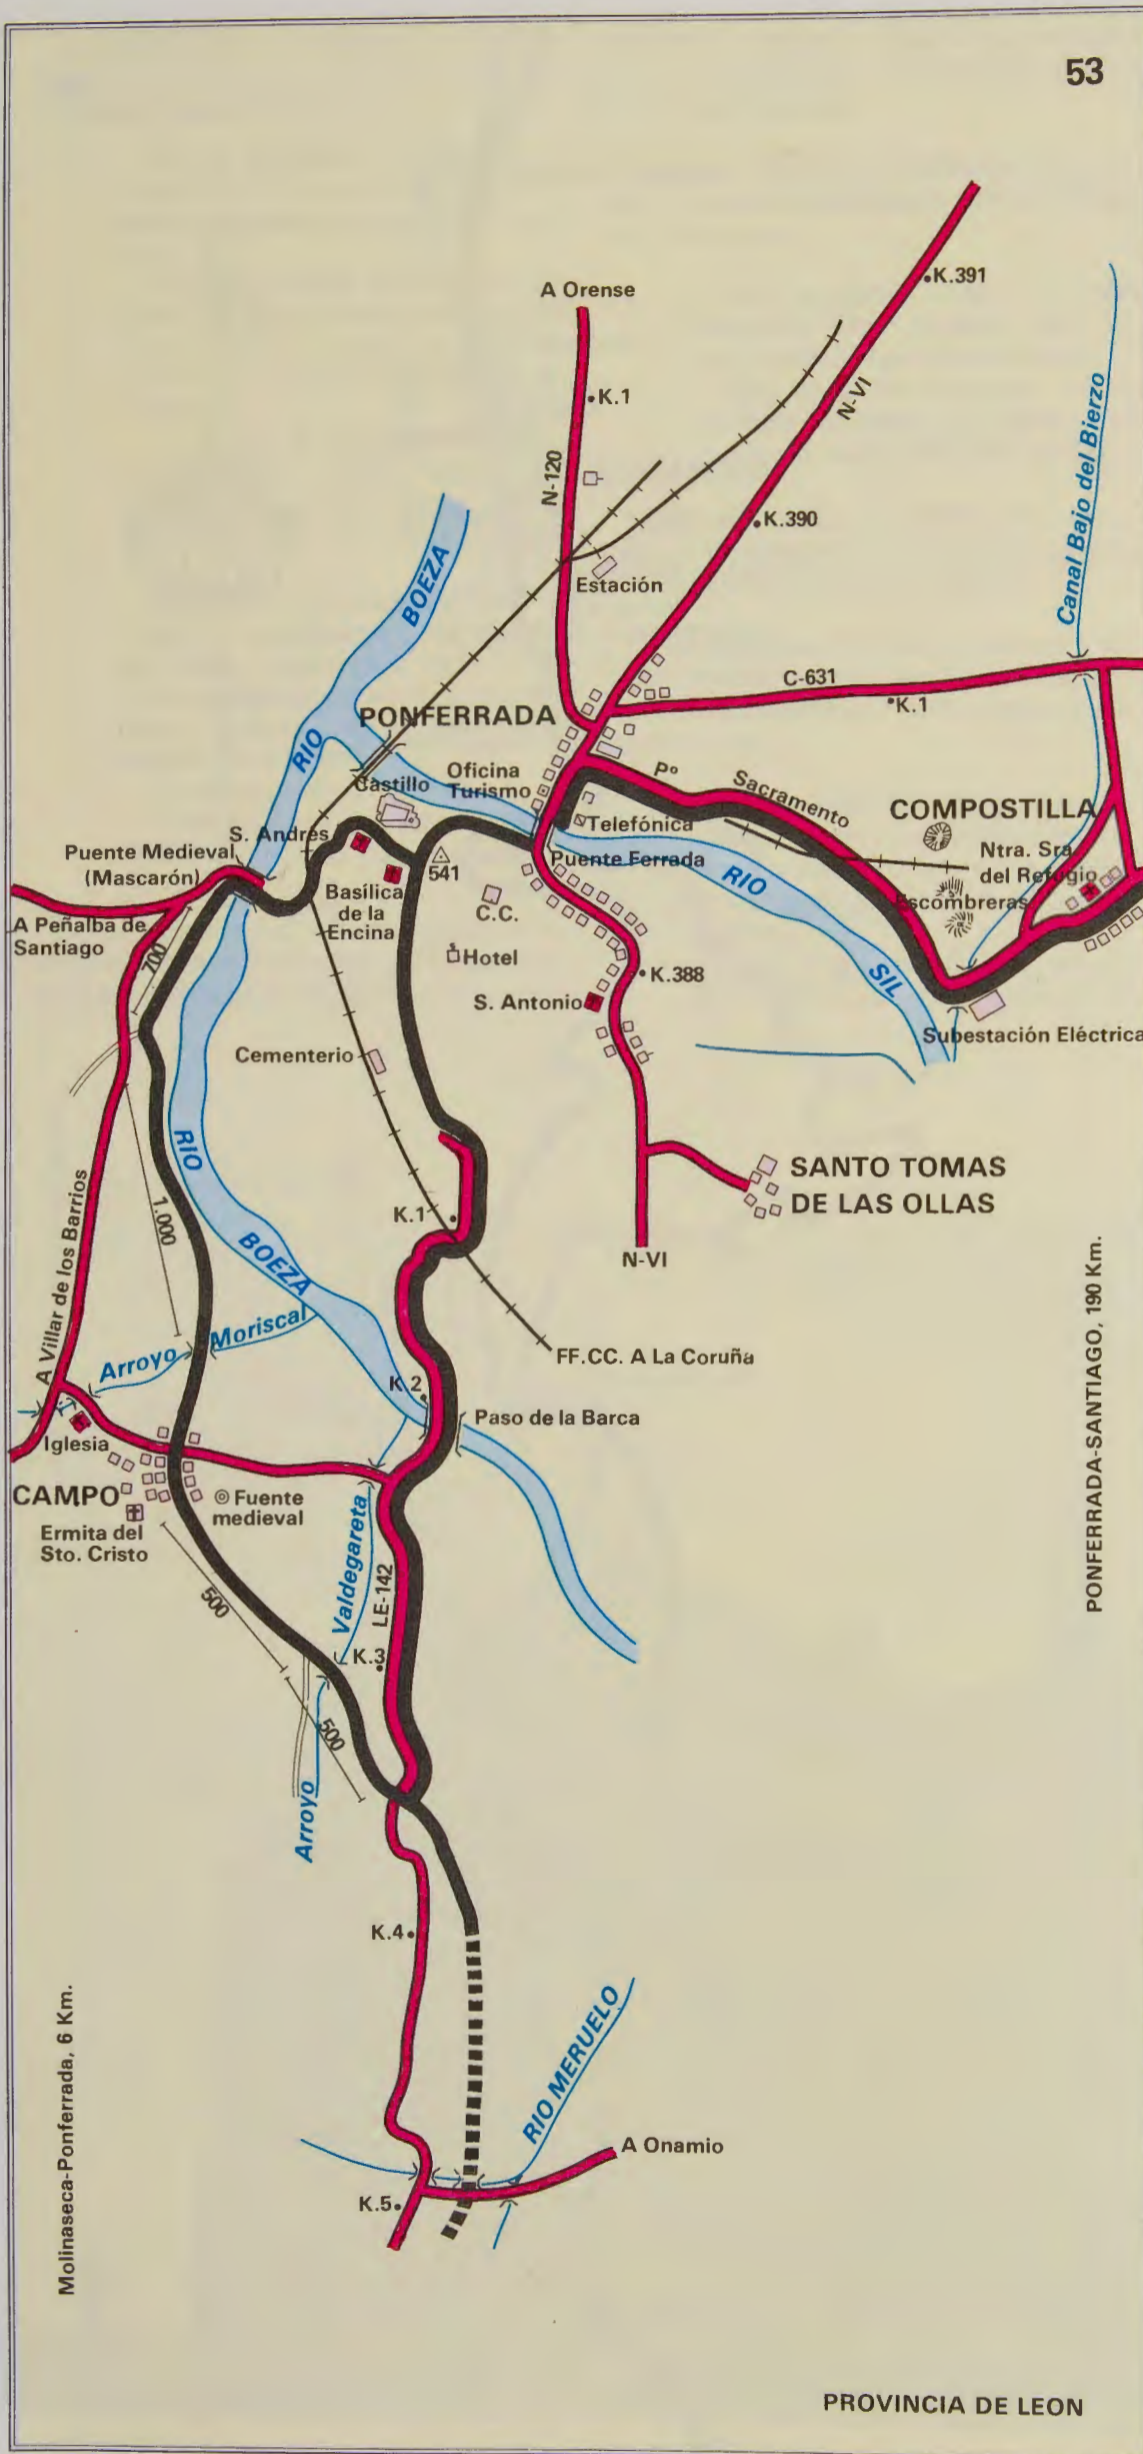 53
A Orense
K.391
K.1
N-VI
N-120
K.390
Canal Bajo del Bierzo
Estación
RIO BOEZA
C-631
K.1
PONFERRADA
Castillo
Oficina
Turismo
Pº Sacramento
COMPOSTILLA
S. Andrés
Telefónica
Puente Medieval
(Mascarón)
541
Puente Ferrada
Ntra. Sra.
del Refugio
Basílica
de la
Encina
C.C.
RIO SIL
Escombreras
A Peñalba de
Santiago
700
Hotel
K.388
S. Antonio
Subestación Eléctrica
Cementerio
RIO BOEZA
SANTO TOMAS
DE LAS OLLAS
K.1
1.000
A Villar de los Barrios
N-VI
Arroyo Moriscal
FF.CC. A La Coruña
K.2
Paso de la Barca
Iglesia
CAMPO
Fuente
medieval
Ermita del
Sto. Cristo
Arroyo Valdegareta
LE-142
500
K.3
500
K.4
RIO MERUELO
A Onamio
K.5
PONFERRADA-SANTIAGO, 190 Km.
Molinaseca-Ponferrada, 6 Km.
PROVINCIA DE LEON